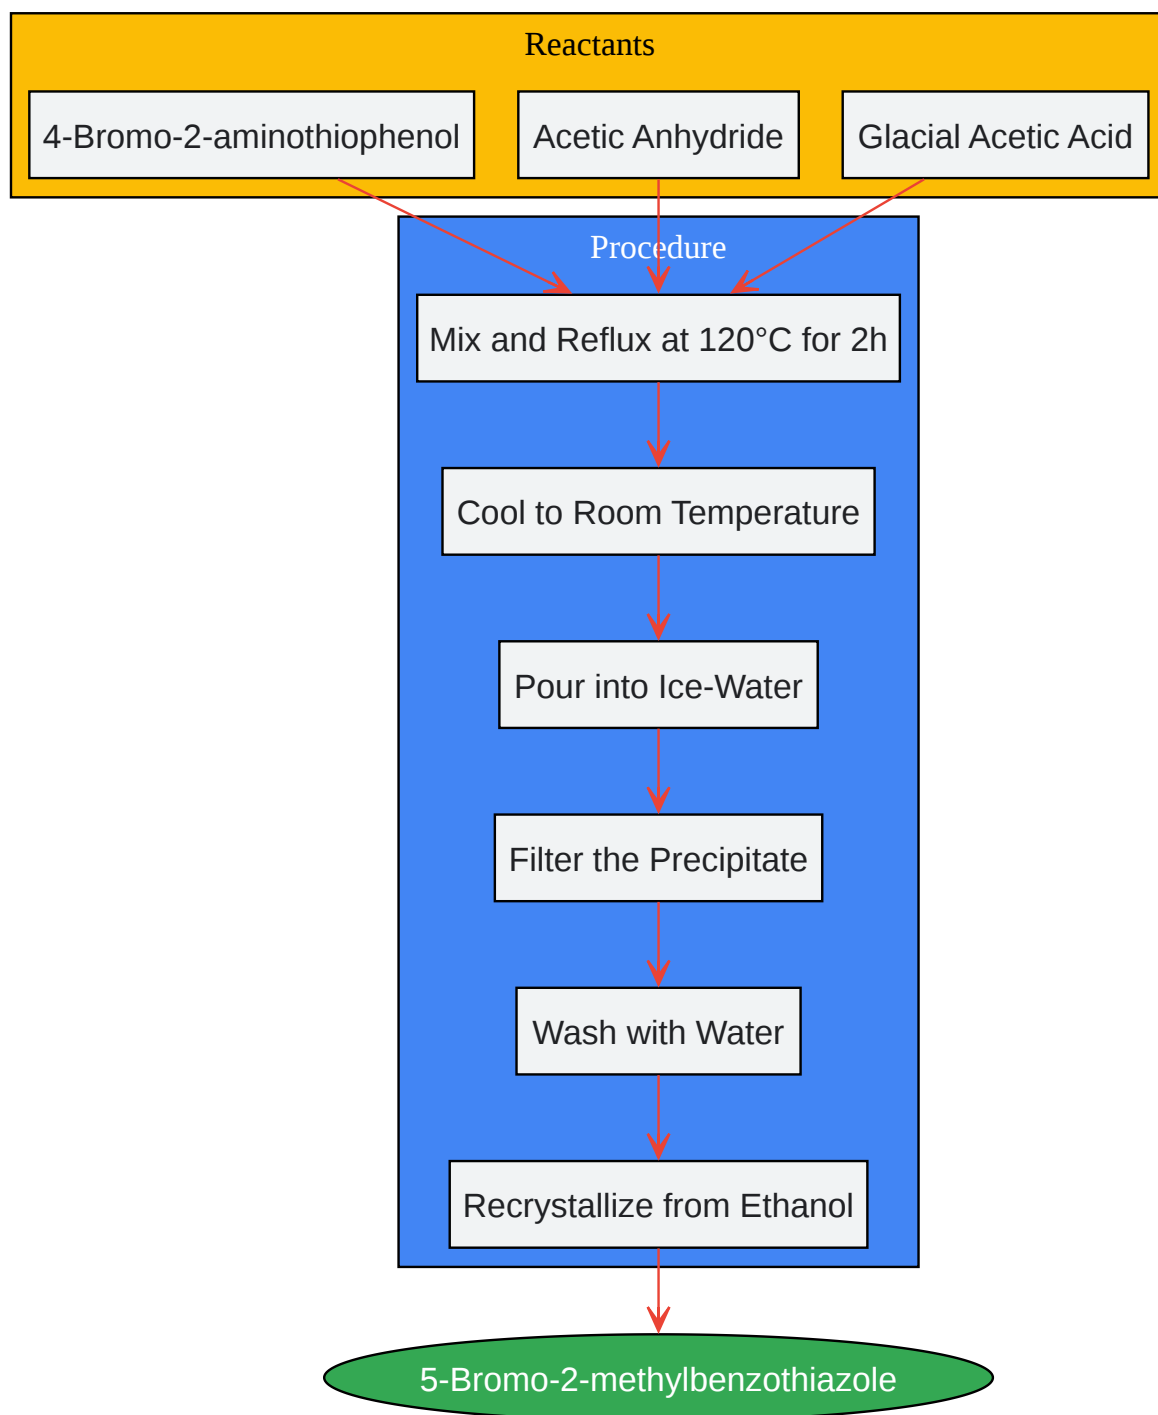 Reactants
4-Bromo-2-aminothiophenol
Acetic Anhydride
Glacial Acetic Acid
Procedure
Mix and Reflux at 120°C for 2h
Cool to Room Temperature
Pour into Ice-Water
Filter the Precipitate
Wash with Water
Recrystallize from Ethanol
5-Bromo-2-methylbenzothiazole